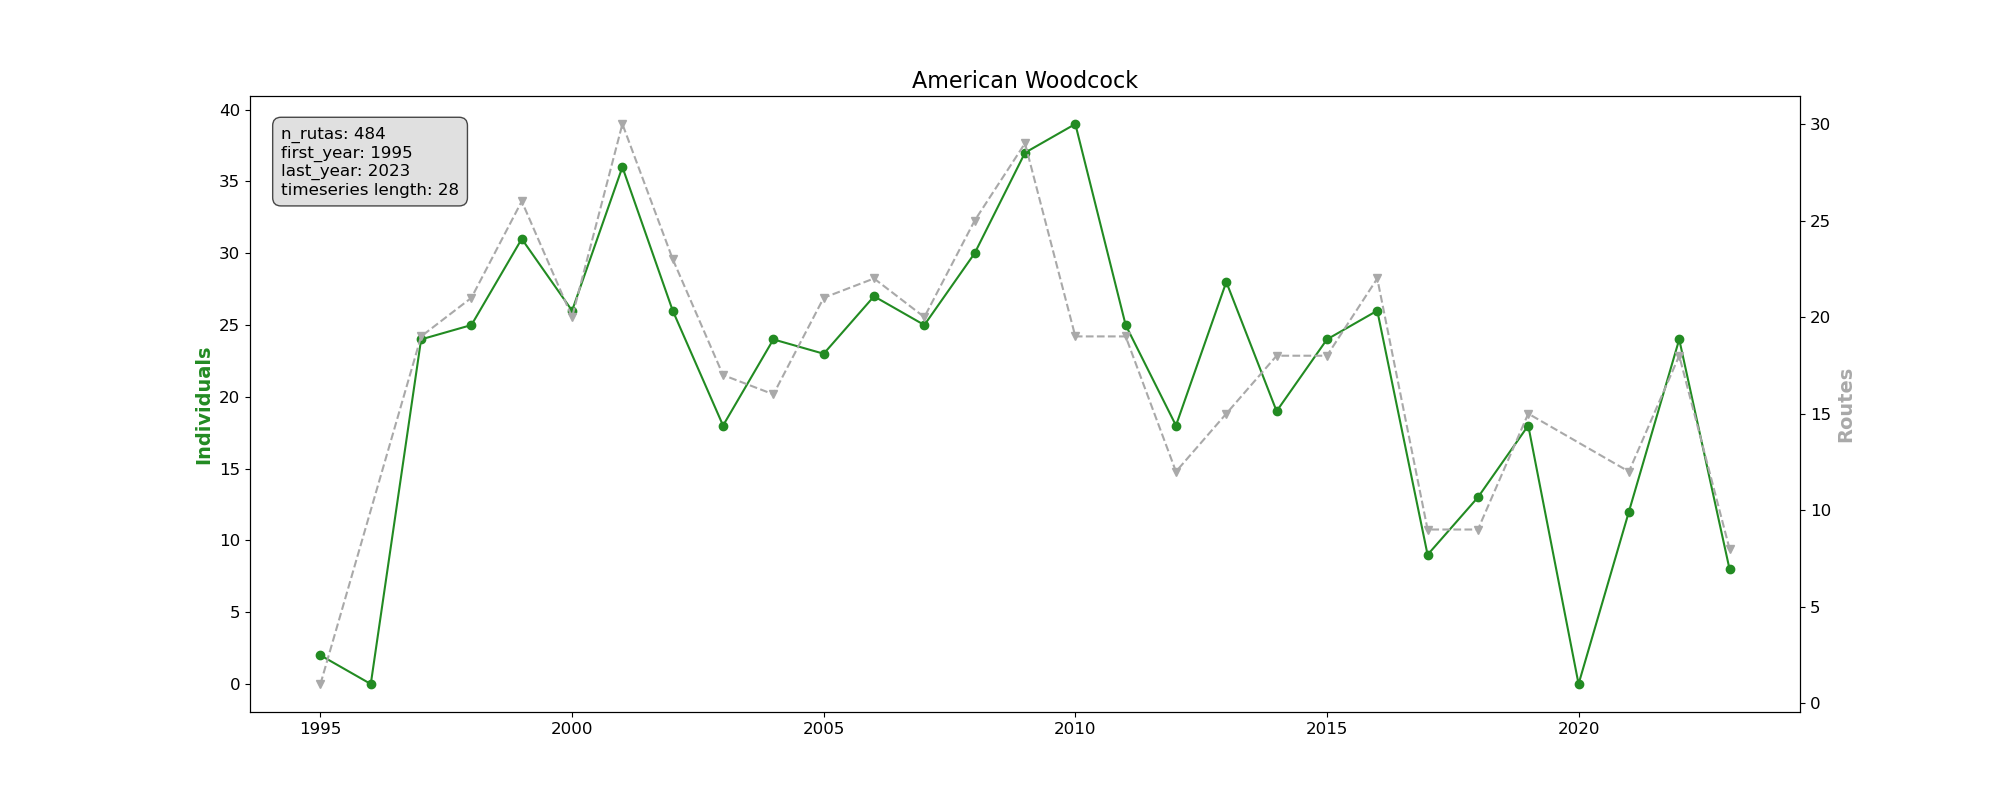 American Woodcock
n_rutas: 484
first_year: 1995
last_year: 2023
timeseries length: 28
Individuals
40
35
30
25
20
15
10
5
0
Routes
30
25
20
15
10
5
0
1995 2000 2005 2010 2015 2020